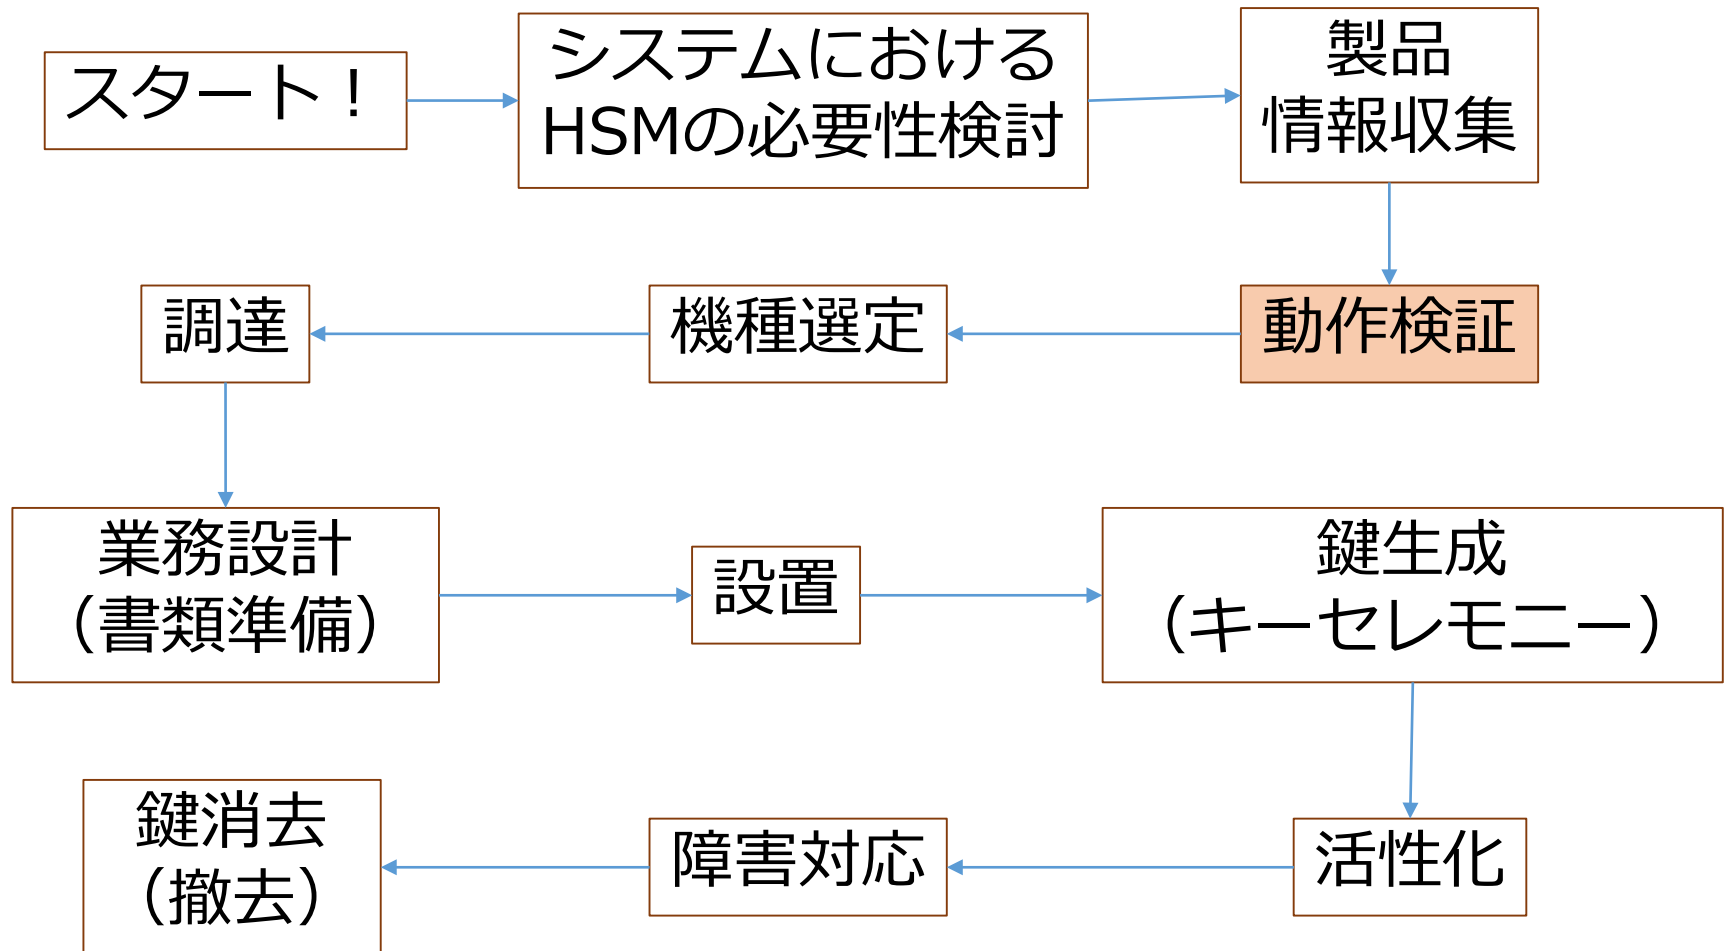 スタート！
システムにおける
HSMの必要性検討
製品
情報収集
動作検証
機種選定
調達
業務設計
（書類準備）
設置
鍵生成
（キーセレモニー）
活性化
障害対応
鍵消去
（撤去）